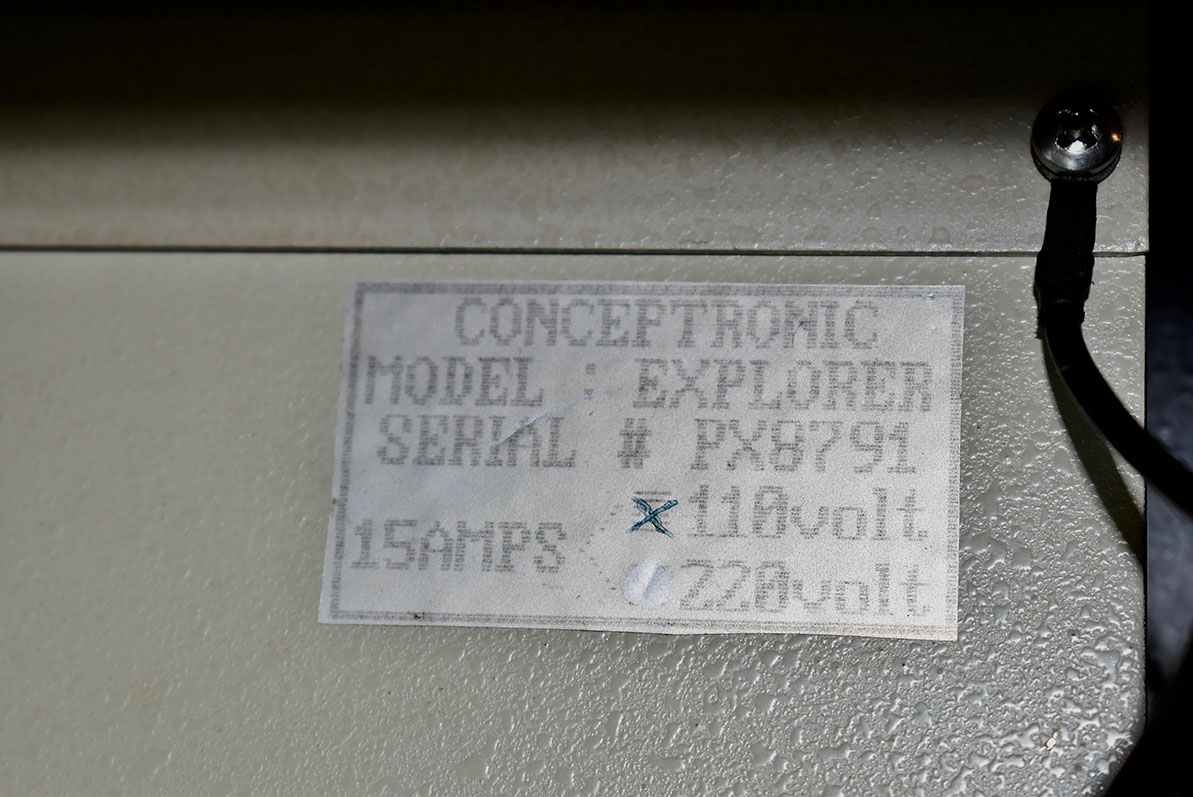 CONCEPTRONIC
MODEL : EXPLORER
SERIAL # PX8791
110volt
15AMPS
220volt